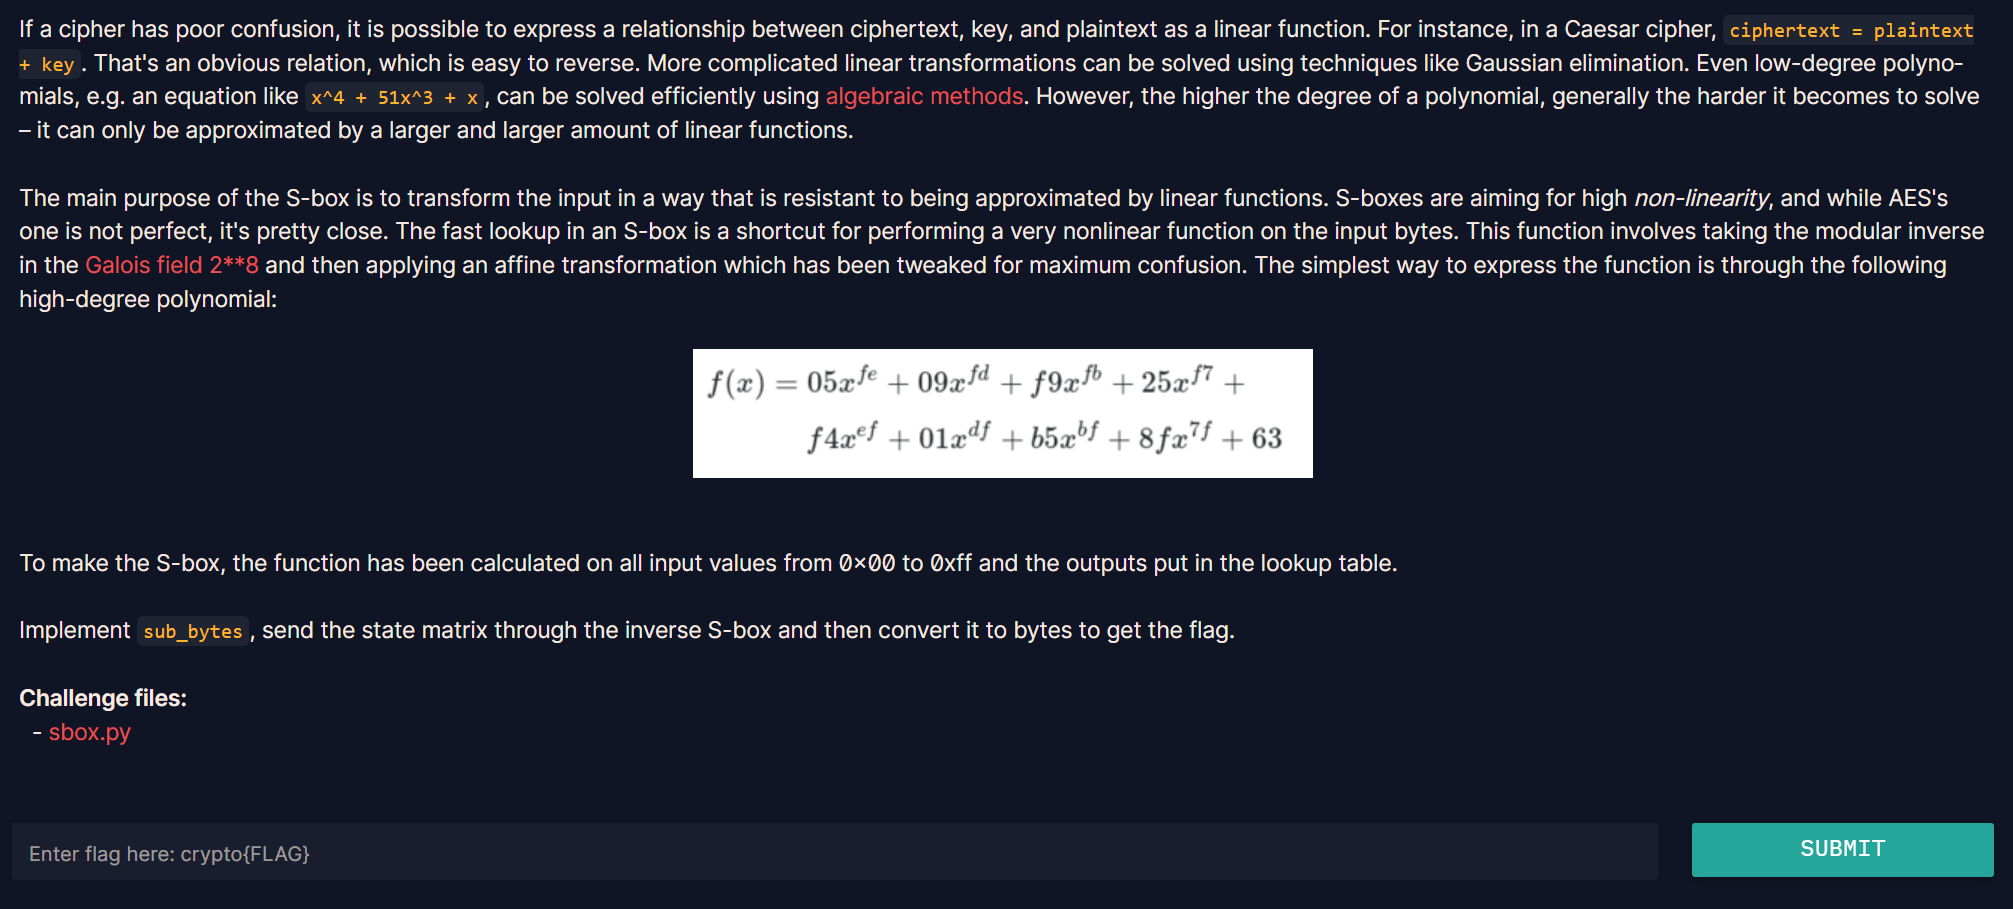 If a cipher has poor confusion, it is possible to express a relationship between ciphertext, key, and plaintext as a linear function. For instance, in a Caesar cipher, ciphertext = plaintext
+ key. That's an obvious relation, which is easy to reverse. More complicated linear transformations can be solved using techniques like Gaussian elimination. Even low-degree polyno-
mials, e.g. an equation like x^4 + 51x^3 + x, can be solved efficiently using algebraic methods. However, the higher the degree of a polynomial, generally the harder it becomes to solve
– it can only be approximated by a larger and larger amount of linear functions.
The main purpose of the S-box is to transform the input in a way that is resistant to being approximated by linear functions. S-boxes are aiming for high non-linearity, and while AES's
one is not perfect, it's pretty close. The fast lookup in an S-box is a shortcut for performing a very nonlinear function on the input bytes. This function involves taking the modular inverse
in the Galois field 2**8 and then applying an affine transformation which has been tweaked for maximum confusion. The simplest way to express the function is through the following
high-degree polynomial:
f(x) = 05x^{fe} + 09x^{fd} + f9x^{fb} + 25x^{f7} +
f4x^{ef} + 01x^{df} + b5x^{bf} + 8fx^{7f} + 63
To make the S-box, the function has been calculated on all input values from 0×00 to 0xff and the outputs put in the lookup table.
Implement sub_bytes, send the state matrix through the inverse S-box and then convert it to bytes to get the flag.
Challenge files:
- sbox.py
Enter flag here: crypto{FLAG}
SUBMIT